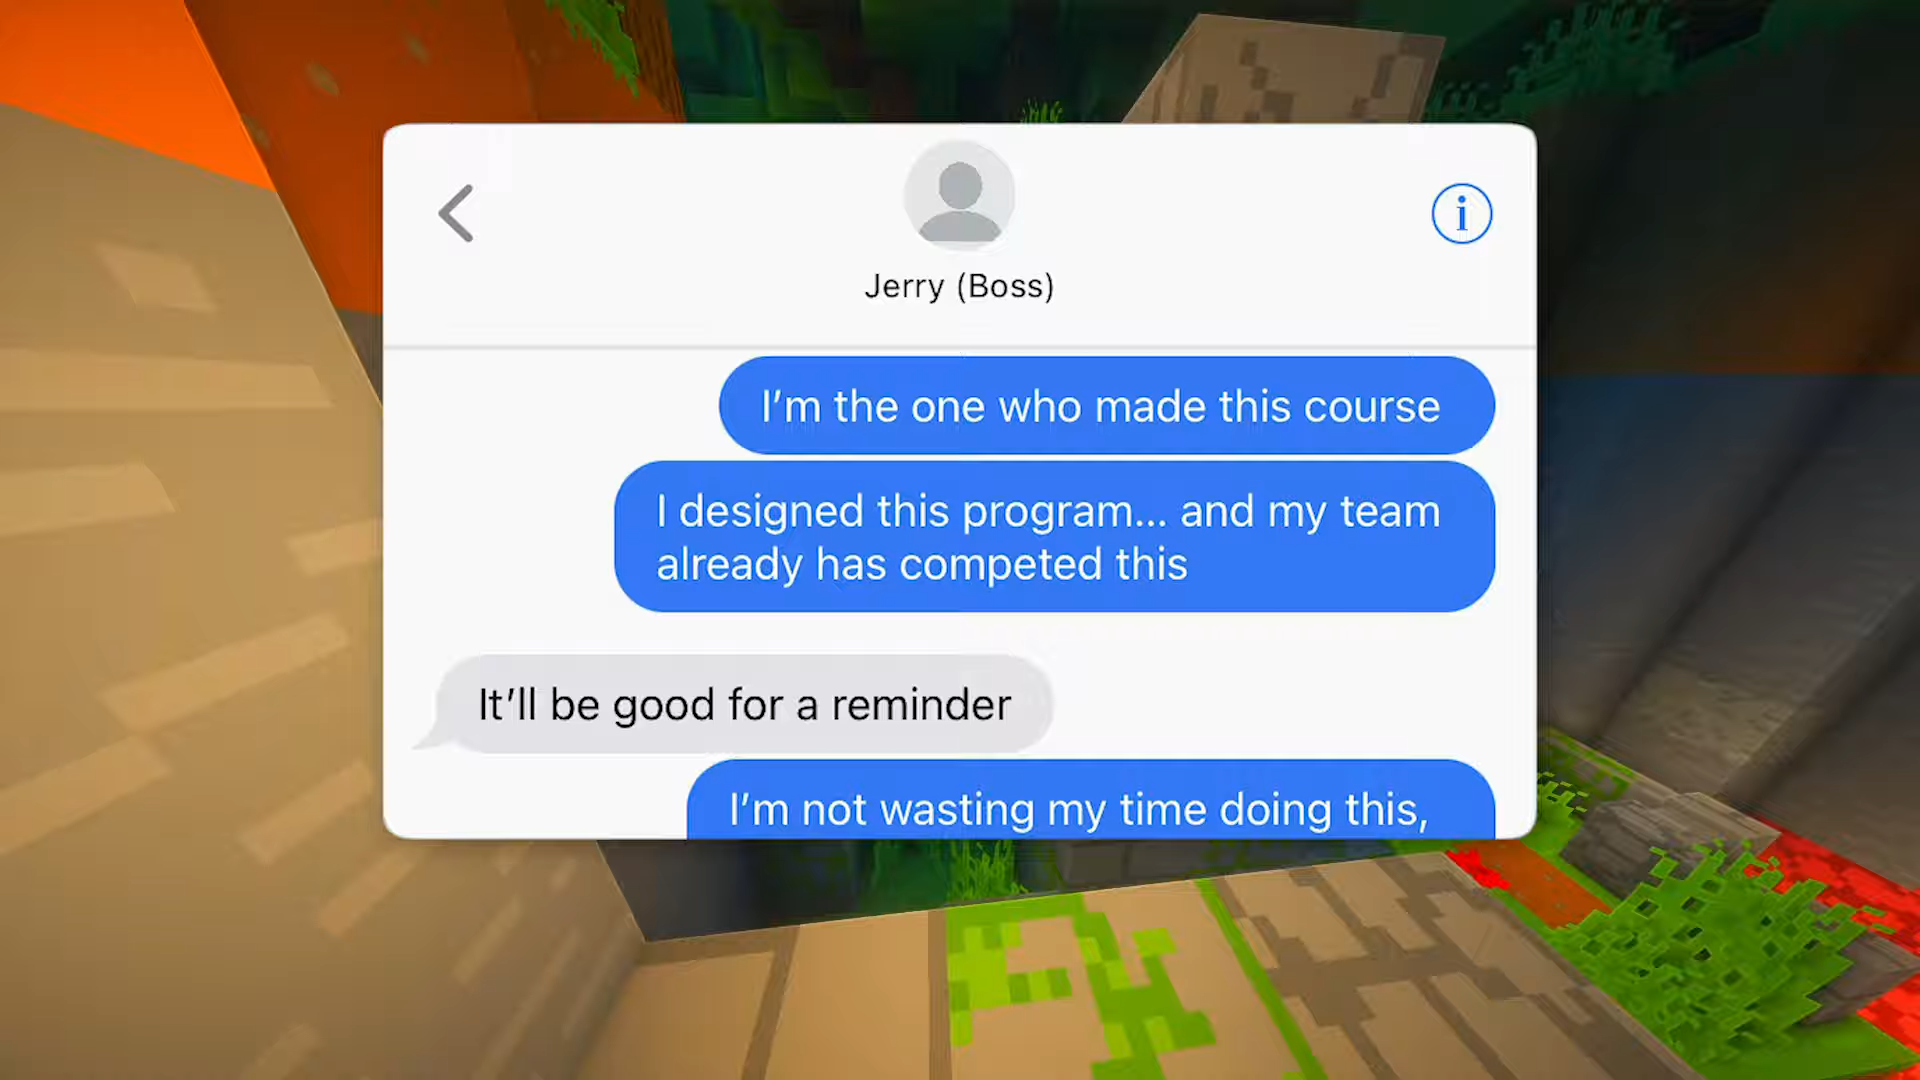 Jerry (Boss)
I’m the one who made this course
I designed this program... and my team
already has competed this
It’ll be good for a reminder
I’m not wasting my time doing this,